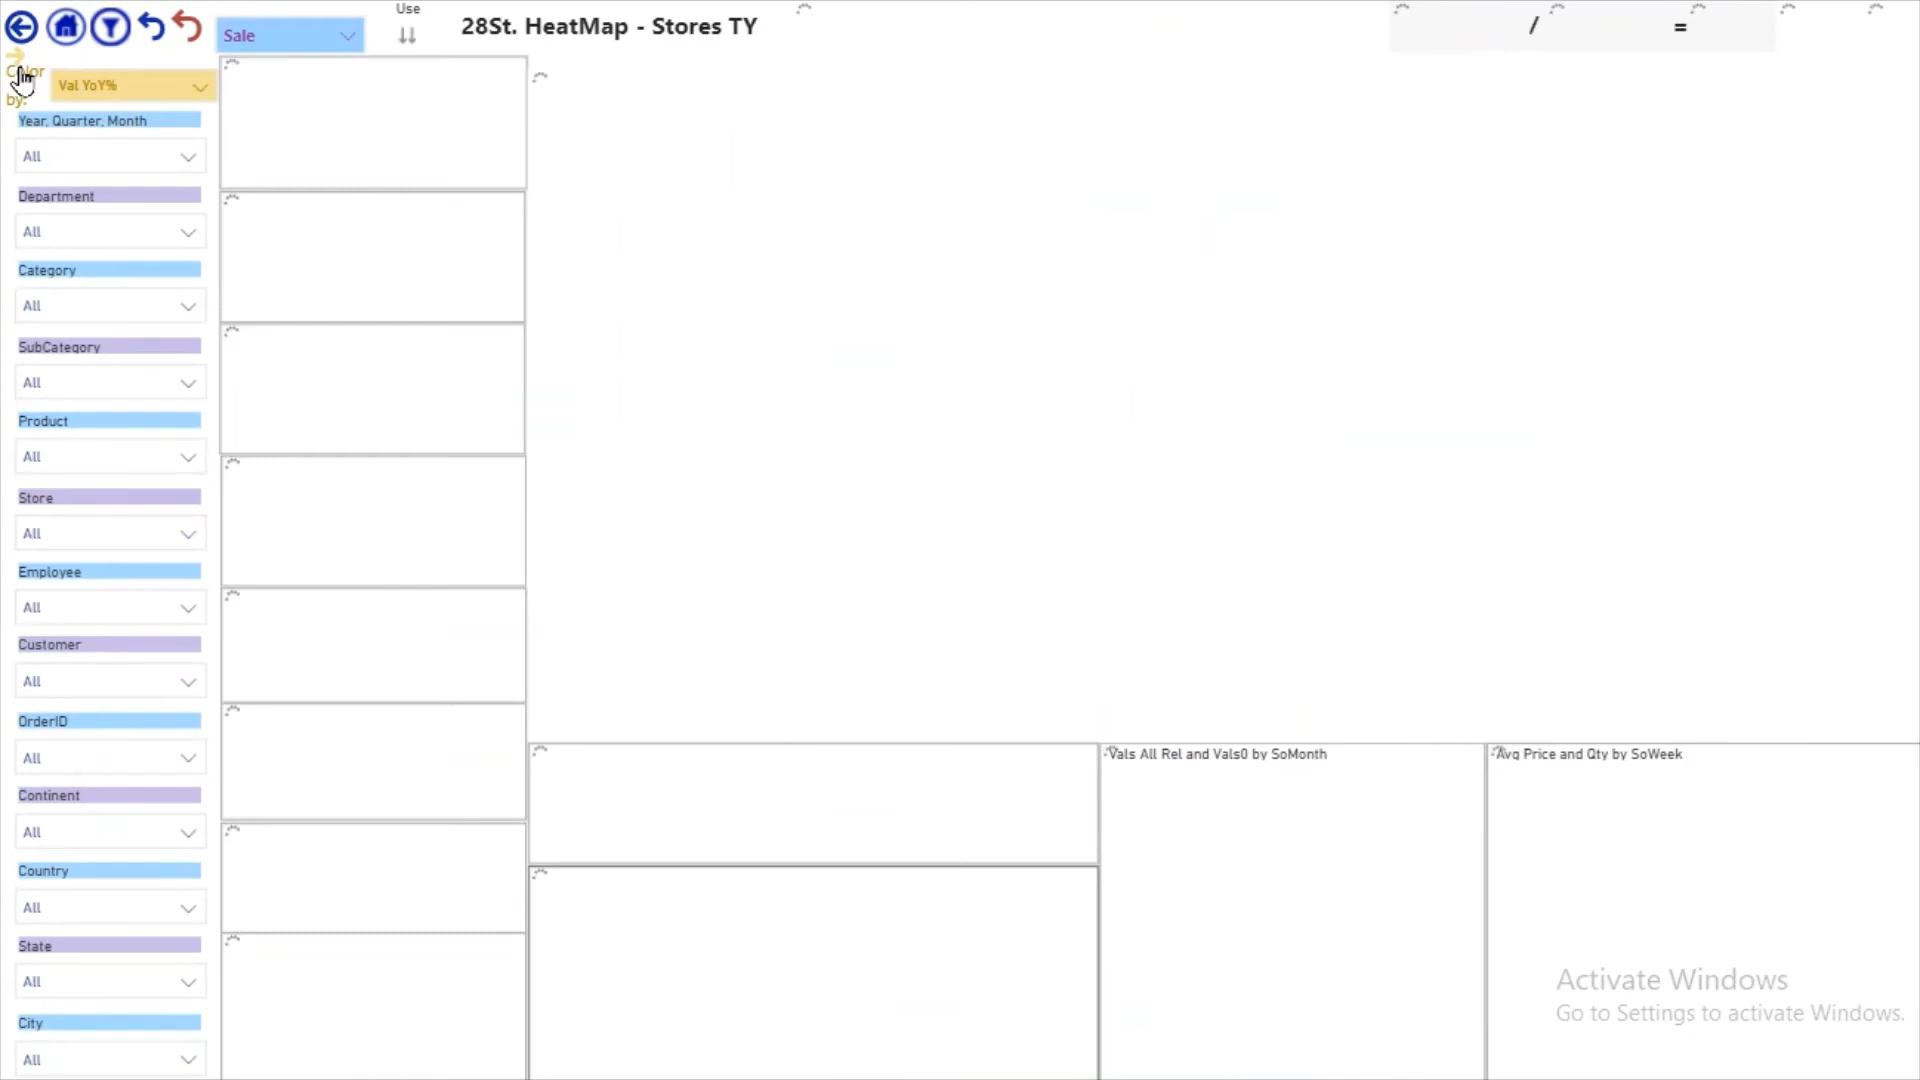 Use
Sale
28St. HeatMap - Stores TY
/
=
Color by:
Val YoY%
Year, Quarter, Month
All
Department
All
Category
All
SubCategory
All
Product
All
Store
All
Employee
All
Customer
All
OrderID
All
Continent
All
Country
All
State
All
City
All
Vals All Rel and Vals0 by SoMonth
Avg Price and Qty by SoWeek
Activate Windows
Go to Settings to activate Windows.